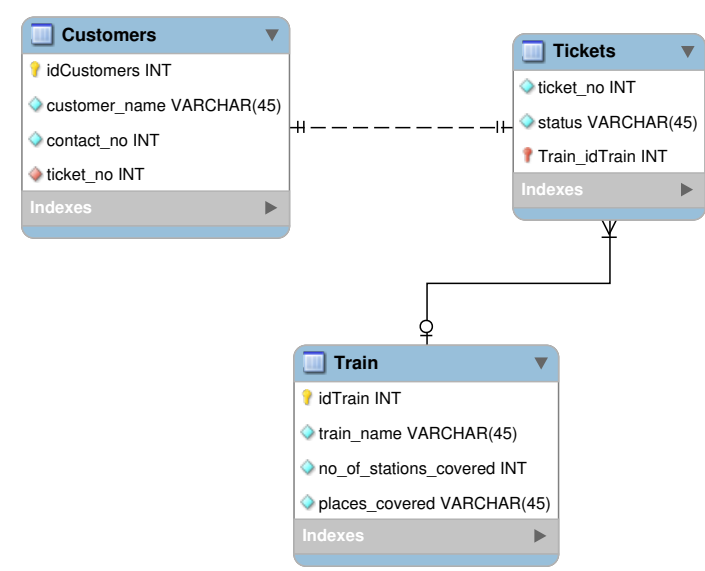 Customers
idCustomers INT
customer_name VARCHAR(45)
contact_no INT
ticket_no INT
Indexes
Tickets
ticket_no INT
status VARCHAR(45)
Train_idTrain INT
Indexes
Train
idTrain INT
train_name VARCHAR(45)
no_of_stations_covered INT
places_covered VARCHAR(45)
Indexes